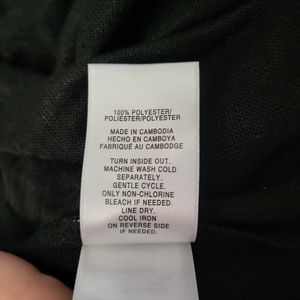 100% POLYESTER/
POLIESTER/POLYESTER
MADE IN CAMBODIA
HECHO EN CAMBOYA
FABRIQUÉ AU CAMBODGE
TURN INSIDE OUT.
MACHINE WASH COLD
SEPARATELY,
GENTLE CYCLE.
ONLY NON-CHLORINE
BLEACH IF NEEDED.
LINE DRY.
COOL IRON
ON REVERSE SIDE
IF NEEDED.